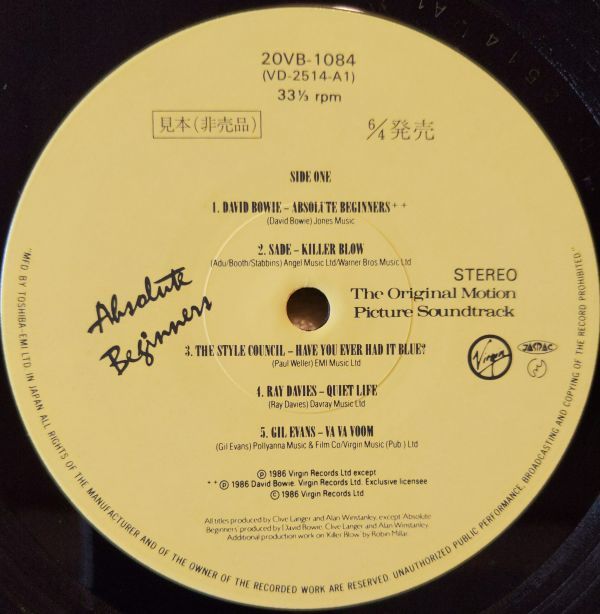 20VB-1084
(VD-2514-A1)
33⅓ rpm
見本(非売品)
6/4 発売
SIDE ONE
1. DAVID BOWIE – ABSOLUTE BEGINNERS ++
(David Bowie) Jones Music
2. SADE – KILLER BLOW
(Adu/Booth/Stabbins) Angel Music Ltd/Warner Bros Music Ltd
STEREO
Absolute
Beginners
The Original Motion
Picture Soundtrack
Virgin
JASRAC
3. THE STYLE COUNCIL – HAVE YOU EVER HAD IT BLUE?
(Paul Weller) EMI Music Ltd
4. RAY DAVIES – QUIET LIFE
(Ray Davies) Davray Music Ltd
5. GIL EVANS – VA VA VOOM
(Gil Evans) Pollyanna Music & Film Co/Virgin Music (Pub.) Ltd
Ⓟ 1986 Virgin Records Ltd except
++ Ⓟ 1986 David Bowie. Virgin Records Ltd. Exclusive licensee
© 1986 Virgin Records Ltd
All titles produced by Clive Langer and Alan Winstanley, except 'Absolute
Beginners' produced by David Bowie, Clive Langer and Alan Winstanley.
Additional production work on 'Killer Blow' by Robin Millar.
"MFD BY TOSHIBA-EMI LTD. IN JAPAN ALL RIGHTS OF THE MANUFACTURER AND OF THE OWNER OF THE RECORDED WORK ARE RESERVED. UNAUTHORIZED PUBLIC PERFORMANCE, BROADCASTING AND COPYING OF THE RECORD PROHIBITED"